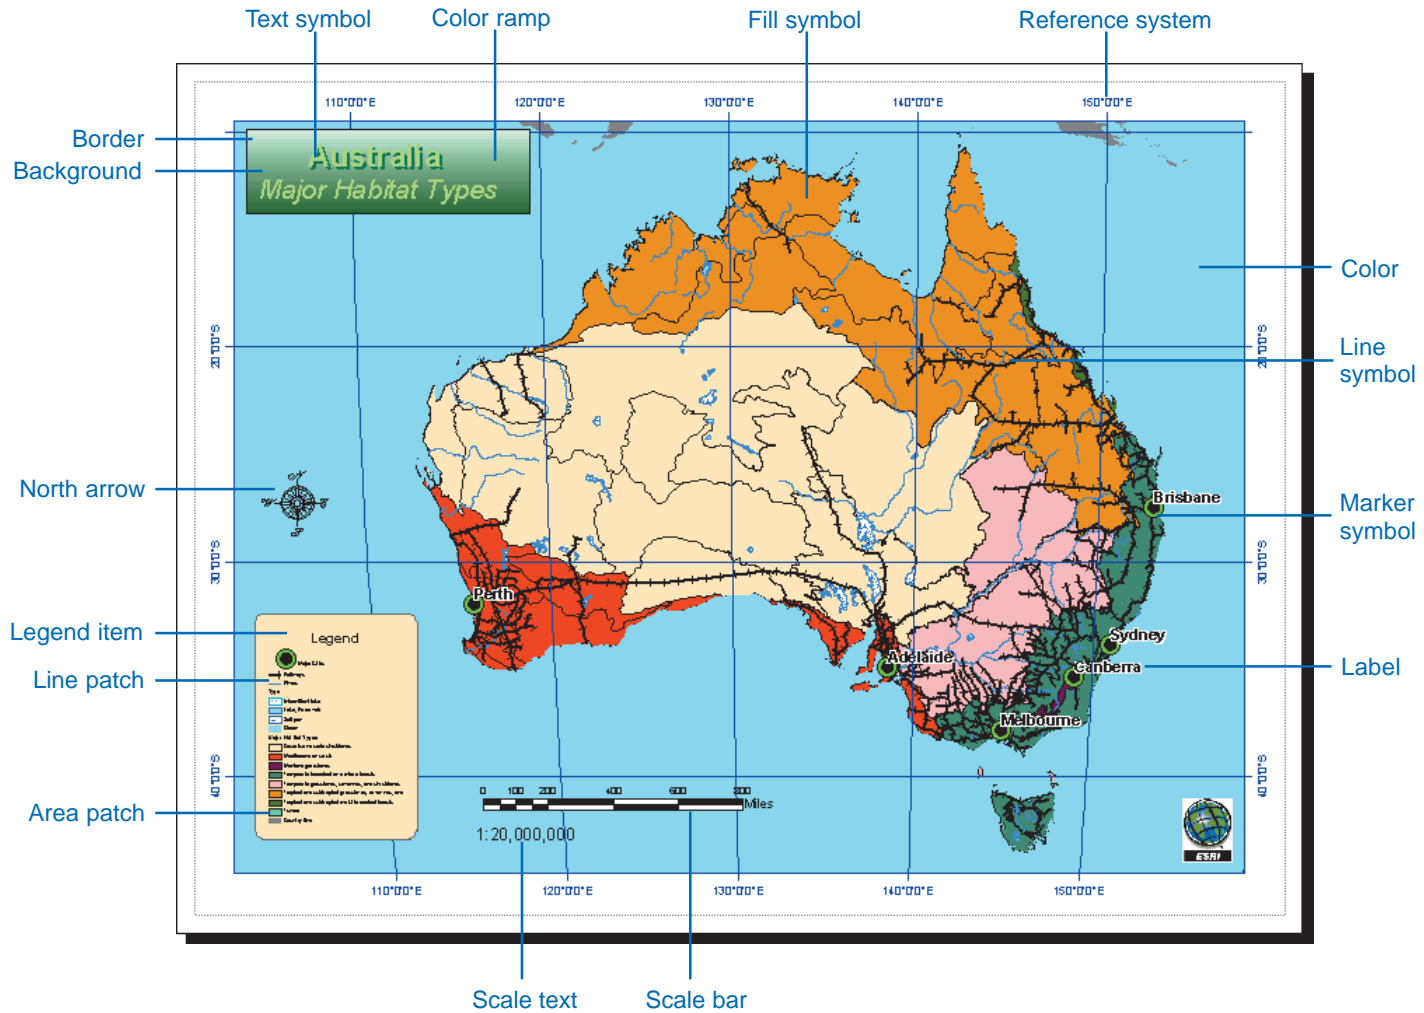 Text symbol
Color ramp
Fill symbol
Reference system
110°0'0"E
120°0'0"E
130°0'0"E
140°0'0"E
150°0'0"E
Border
Background
Australia
Major Habitat Types
Color
20°0'0"S
20°0'0"S
Line
symbol
North arrow
Brisbane
Marker
symbol
30°0'0"S
30°0'0"S
Perth
Legend item
Legend
Sydney
Adelaide
Canberra
Label
Line patch
Type
Melbourne
Major Habitat Types
40°0'0"S
40°0'0"S
Area patch
0 100 200 400 600 800
Miles
1:20,000,000
ESRI
110°0'0"E
120°0'0"E
130°0'0"E
140°0'0"E
150°0'0"E
Scale text
Scale bar